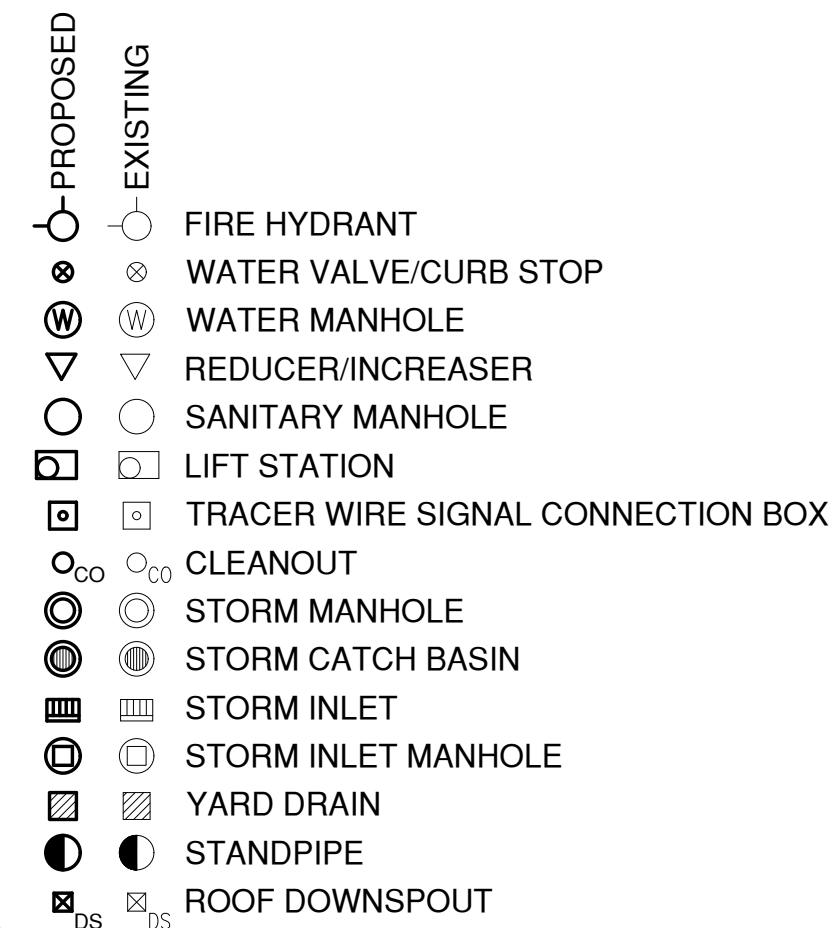 PROPOSED
EXISTING
FIRE HYDRANT
WATER VALVE/CURB STOP
W W WATER MANHOLE
REDUCER/INCREASER
SANITARY MANHOLE
LIFT STATION
TRACER WIRE SIGNAL CONNECTION BOX
CO CO CLEANOUT
STORM MANHOLE
STORM CATCH BASIN
STORM INLET
STORM INLET MANHOLE
YARD DRAIN
STANDPIPE
DS DS ROOF DOWNSPOUT